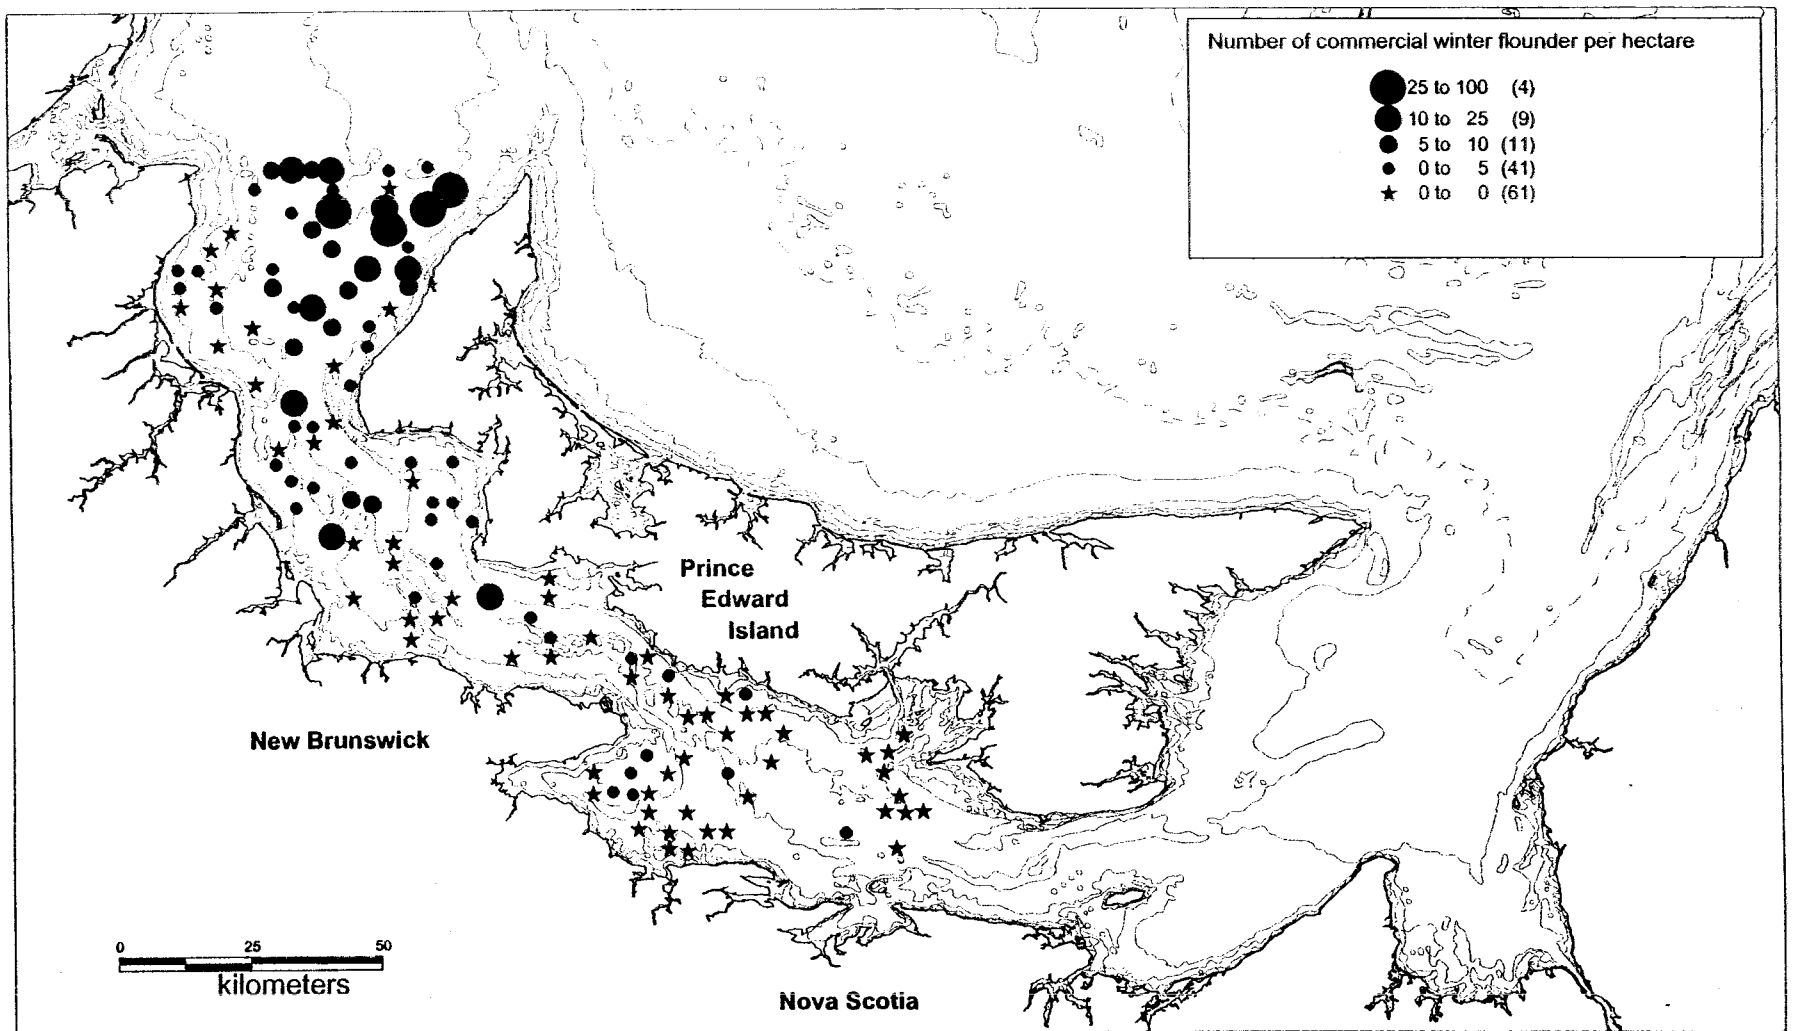 Number of commercial winter flounder per hectare
25 to 100 (4)
10 to 25 (9)
5 to 10 (11)
0 to 5 (41)
0 to 0 (61)
Prince
Edward
Island
New Brunswick
0 25 50
kilometers
Nova Scotia